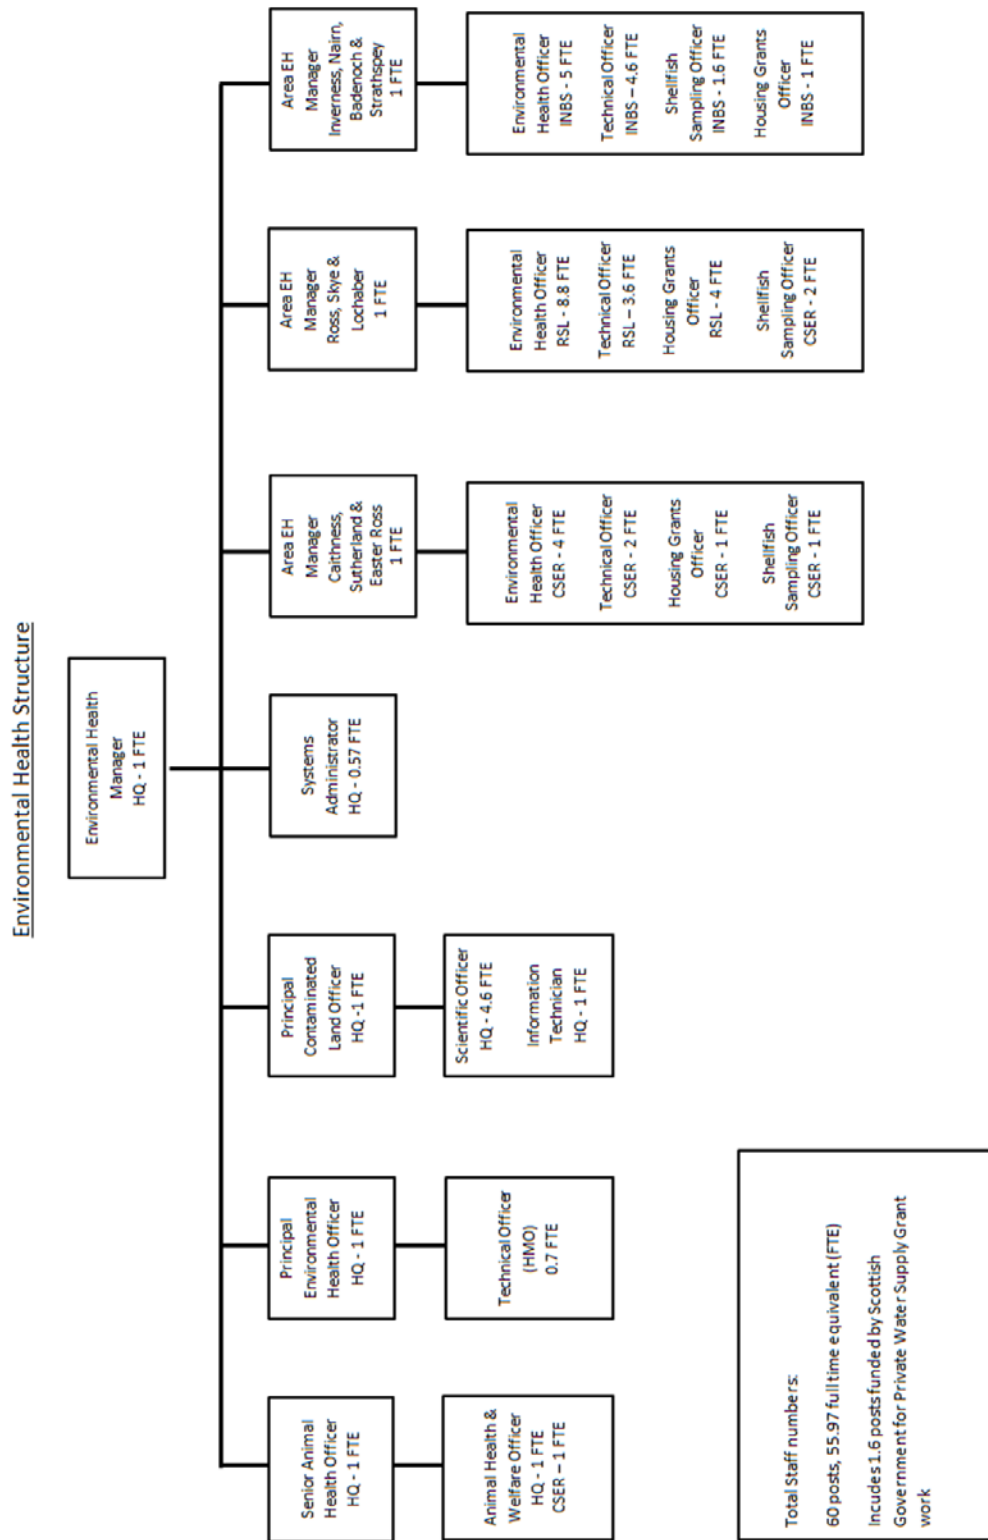 Environmental Health Structure
Environmental Health
Manager
HQ - 1 FTE
Senior Animal
Health Officer
HQ - 1 FTE
Principal
Environmental
Health Officer
HQ - 1 FTE
Principal
Contaminated
Land Officer
HQ -1 FTE
Systems
Administrator
HQ - 0.57 FTE
Area EH
Manager
Caithness,
Sutherland &
Easter Ross
1 FTE
Area EH
Manager
Ross, Skye &
Lochaber
1 FTE
Area EH
Manager
Inverness, Nairn,
Badenoch &
Strathspey
1 FTE
Animal Health &
Welfare Officer
HQ - 1 FTE
CSER – 1 FTE
Technical Officer
(HMO)
0.7 FTE
Scientific Officer
HQ - 4.6 FTE
Information
Technician
HQ - 1 FTE
Environmental
Health Officer
CSER - 4 FTE
Technical Officer
CSER - 2 FTE
Housing Grants
Officer
CSER - 1 FTE
Shellfish
Sampling Officer
CSER - 1 FTE
Environmental
Health Officer
RSL - 8.8 FTE
Technical Officer
RSL – 3.6 FTE
Housing Grants
Officer
RSL - 4 FTE
Shellfish
Sampling Officer
CSER - 2 FTE
Environmental
Health Officer
INBS - 5 FTE
Technical Officer
INBS – 4.6 FTE
Shellfish
Sampling Officer
INBS - 1.6 FTE
Housing Grants
Officer
INBS - 1 FTE
Total Staff numbers:
60 posts, 55.97 full time equivalent (FTE)
Incudes 1.6 posts funded by Scottish
Government for Private Water Supply Grant
work